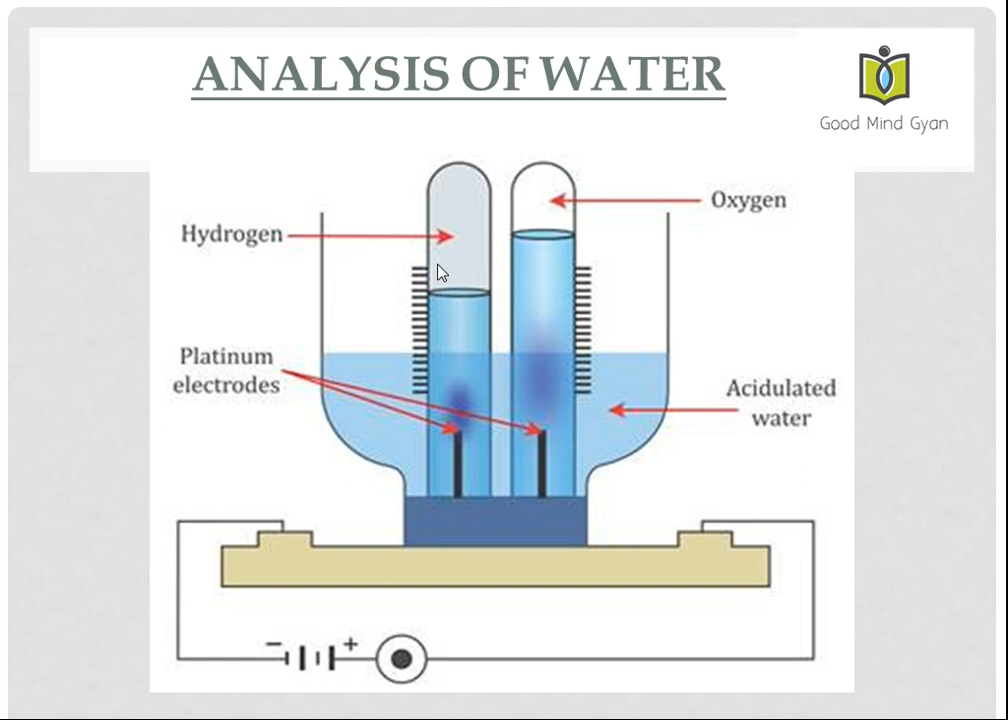 ANALYSIS OF WATER
Good Mind Gyan
Oxygen
Hydrogen
Platinum
electrodes
Acidulated
water
− +